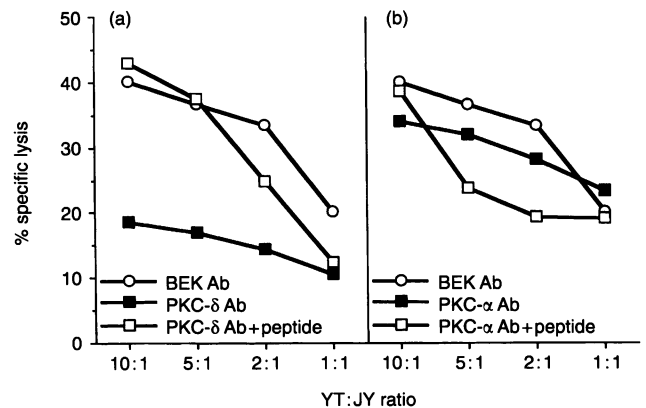 (a)
(b)
50
40
30
20
10
0
% specific lysis
BEK Ab
PKC-δ Ab
PKC-δ Ab+peptide
BEK Ab
PKC-α Ab
PKC-α Ab+peptide
10:1 5:1 2:1 1:1 10:1 5:1 2:1 1:1
YT:JY ratio